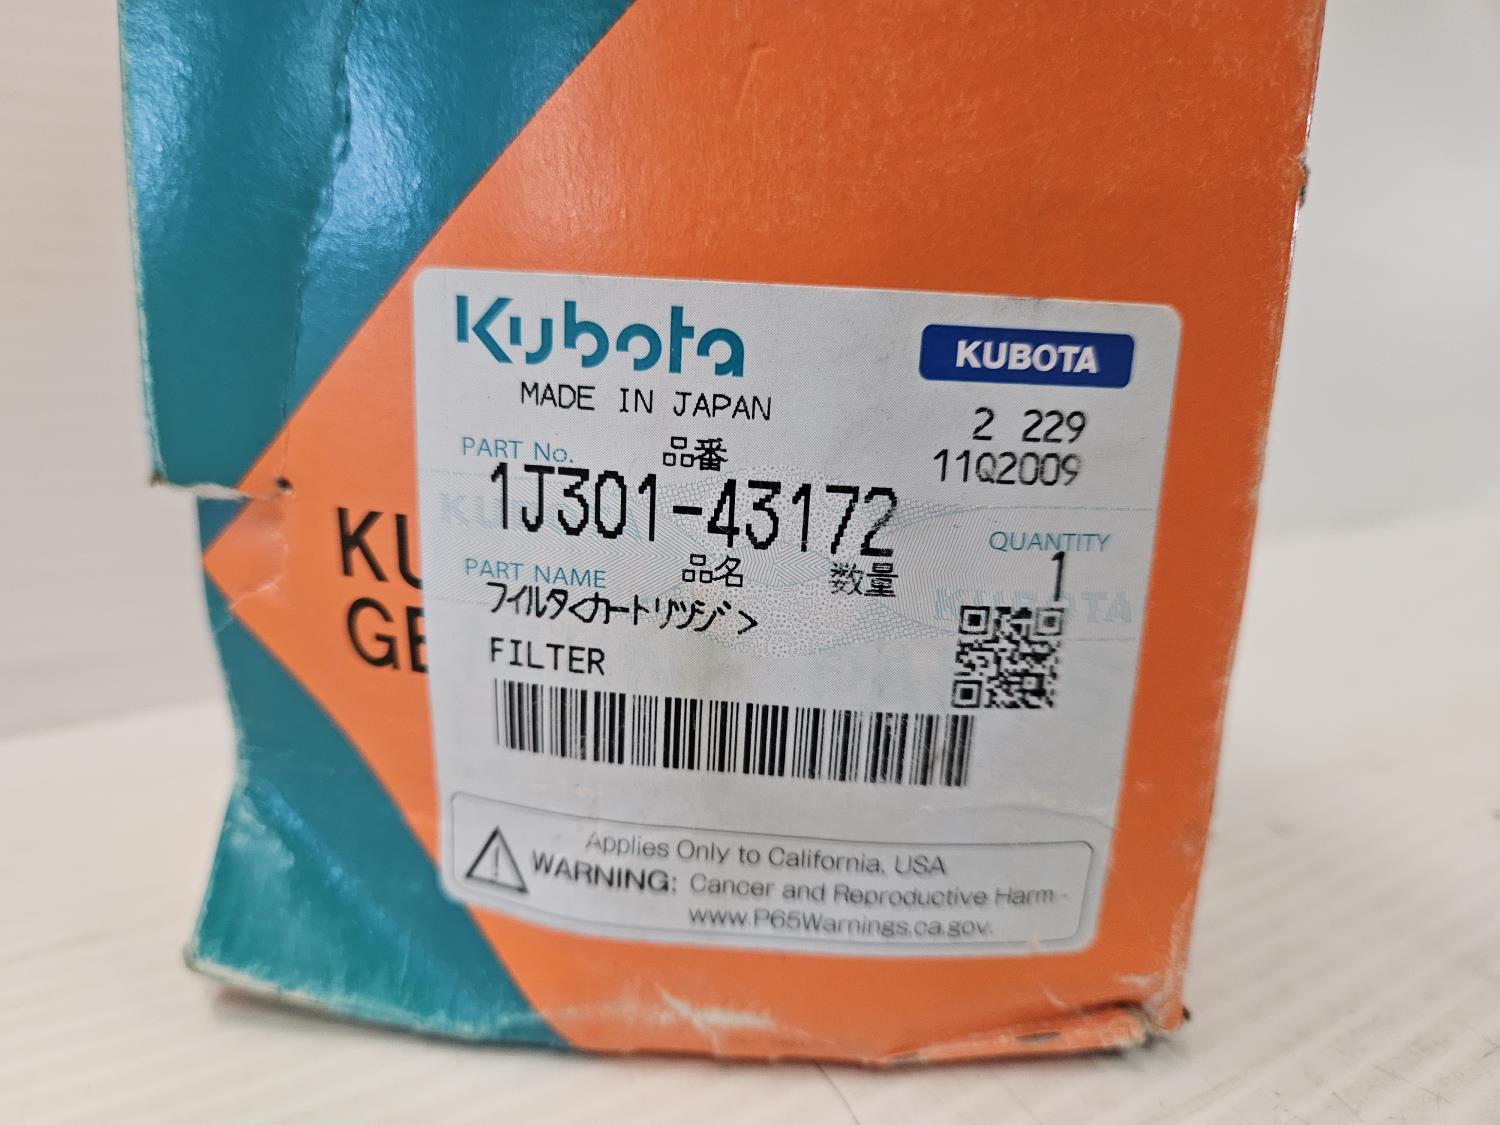 Kubota
KUBOTA
MADE IN JAPAN
2 229
11Q2009
PART No.
品番
1J301-43172
QUANTITY
1
PART NAME
品名
数量
フィルタ<カートリッジ>
FILTER
KU
GE
Applies Only to California, USA
WARNING: Cancer and Reproductive Harm -
www.P65Warnings.ca.gov.